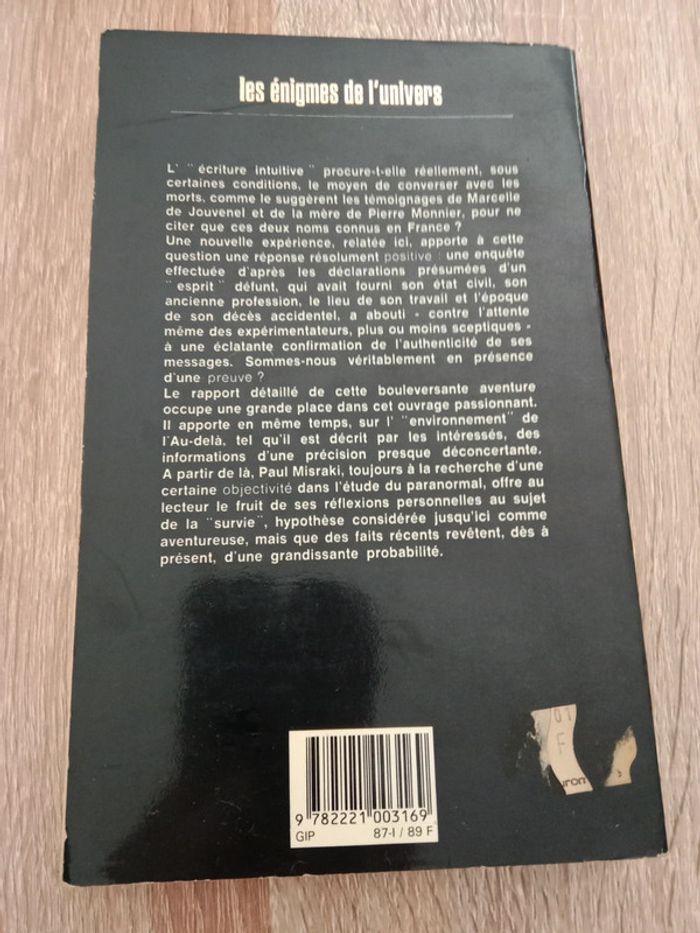 les énigmes de l'univers
L' "écriture intuitive" procure-t-elle réellement, sous
certaines conditions, le moyen de converser avec les
morts, comme le suggèrent les témoignages de Marcelle
de Jouvenel et de la mère de Pierre Monnier, pour ne
citer que ces deux noms connus en France ?
Une nouvelle expérience, relatée ici, apporte à cette
question une réponse résolument positive : une enquête
effectuée d'après les déclarations présumées d'un
"esprit" défunt, qui avait fourni son état civil, son
ancienne profession, le lieu de son travail et l'époque
de son décès accidentel, a abouti - contre l'attente
même des expérimentateurs, plus ou moins sceptiques -
à une éclatante confirmation de l'authenticité de ses
messages. Sommes-nous véritablement en présence
d'une preuve ?
Le rapport détaillé de cette bouleversante aventure
occupe une grande place dans cet ouvrage passionnant.
Il apporte en même temps, sur l' "environnement" de
l'Au-delà, tel qu'il est décrit par les intéressés, des
informations d'une précision presque déconcertante.
A partir de là, Paul Misraki, toujours à la recherche d'une
certaine objectivité dans l'étude du paranormal, offre au
lecteur le fruit de ses réflexions personnelles au sujet
de la "survie", hypothèse considérée jusqu'ici comme
aventureuse, mais que des faits récents revêtent, dès à
présent, d'une grandissante probabilité.
9 782221 003169
GIP 87-I / 89 F